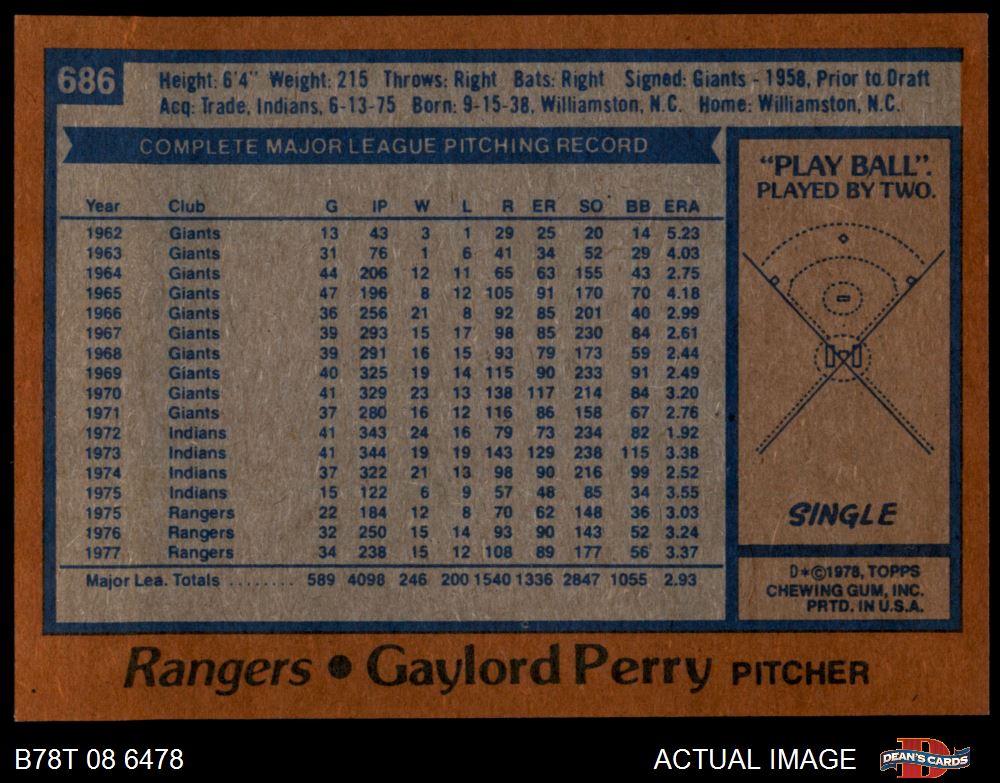 686
Height: 6'4" Weight: 215 Throws: Right Bats: Right Signed: Giants - 1958, Prior to Draft
Acq: Trade, Indians, 6-13-75 Born: 9-15-38, Williamston, N.C. Home: Williamston, N.C.
COMPLETE MAJOR LEAGUE PITCHING RECORD
Year Club G IP W L R ER SO BB ERA
1962 Giants 13 43 3 1 29 25 20 14 5.23
1963 Giants 31 76 1 6 41 34 52 29 4.03
1964 Giants 44 206 12 11 65 63 155 43 2.75
1965 Giants 47 196 8 12 105 91 170 70 4.18
1966 Giants 36 256 21 8 92 85 201 40 2.99
1967 Giants 39 293 15 17 98 85 230 84 2.61
1968 Giants 39 291 16 15 93 79 173 59 2.44
1969 Giants 40 325 19 14 115 90 233 91 2.49
1970 Giants 41 329 23 13 138 117 214 84 3.20
1971 Giants 37 280 16 12 116 86 158 67 2.76
1972 Indians 41 343 24 16 79 73 234 82 1.92
1973 Indians 41 344 19 19 143 129 238 115 3.38
1974 Indians 37 322 21 13 98 90 216 99 2.52
1975 Indians 15 122 6 9 57 48 85 34 3.55
1975 Rangers 22 184 12 8 70 62 148 36 3.03
1976 Rangers 32 250 15 14 93 90 143 52 3.24
1977 Rangers 34 238 15 12 108 89 177 56 3.37
Major Lea. Totals ........ 589 4098 246 200 1540 1336 2847 1055 2.93
"PLAY BALL".
PLAYED BY TWO.
SINGLE
D*©1978, TOPPS
CHEWING GUM, INC.
PRTD. IN U.S.A.
Rangers ● Gaylord Perry PITCHER
B78T 08 6478
ACTUAL IMAGE
DEAN'S CARDS